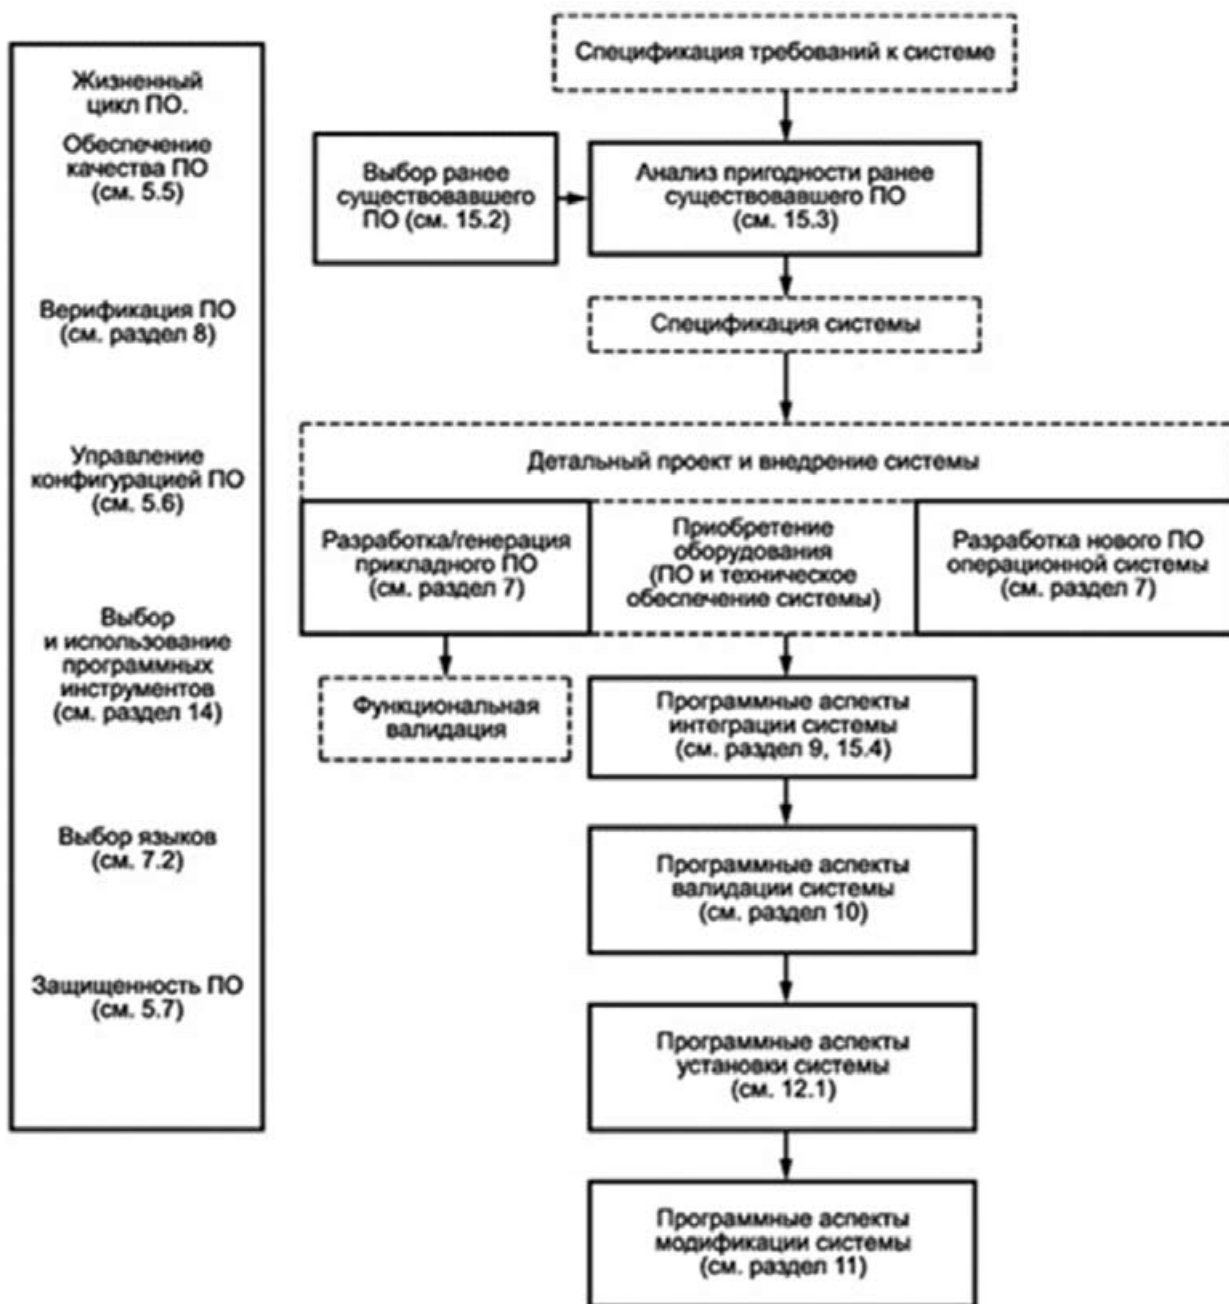 Жизненный
цикл ПО.
Обеспечение
качества ПО
(см. 5.5)
Верификация ПО
(см. раздел 8)
Управление
конфигурацией ПО
(см. 5.6)
Выбор
и использование
программных
инструментов
(см. раздел 14)
Выбор языков
(см. 7.2)
Защищенность ПО
(см. 5.7)
Спецификация требований к системе
Выбор ранее
существовавшего
ПО (см. 15.2)
Анализ пригодности ранее
существовавшего ПО
(см. 15.3)
Спецификация системы
Детальный проект и внедрение системы
Разработка/генерация
прикладного ПО
(см. раздел 7)
Приобретение
оборудования
(ПО и техническое
обеспечение системы)
Разработка нового ПО
операционной системы
(см. раздел 7)
Функциональная
валидация
Программные аспекты
интеграции системы
(см. раздел 9, 15.4)
Программные аспекты
валидации системы
(см. раздел 10)
Программные аспекты
установки системы
(см. 12.1)
Программные аспекты
модификации системы
(см. раздел 11)